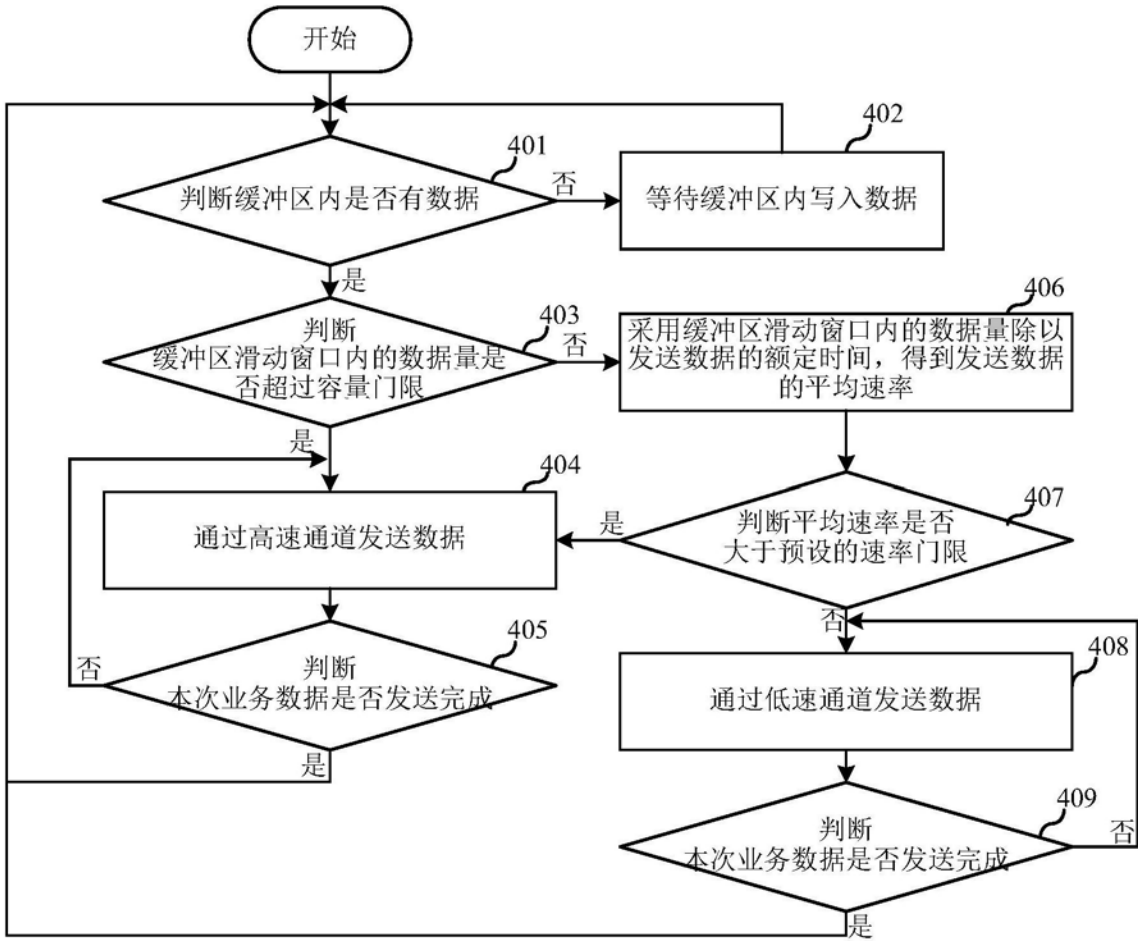 开始
401
判断缓冲区内是否有数据
否
402
等待缓冲区内写入数据
是
403
判断
缓冲区滑动窗口内的数据量是
否超过容量门限
否
406
采用缓冲区滑动窗口内的数据量除以
发送数据的额定时间，得到发送数据
的平均速率
是
404
通过高速通道发送数据
407
判断平均速率是否
大于预设的速率门限
是
否
405
判断
本次业务数据是否发送完成
否
是
408
通过低速通道发送数据
409
判断
本次业务数据是否发送完成
否
是